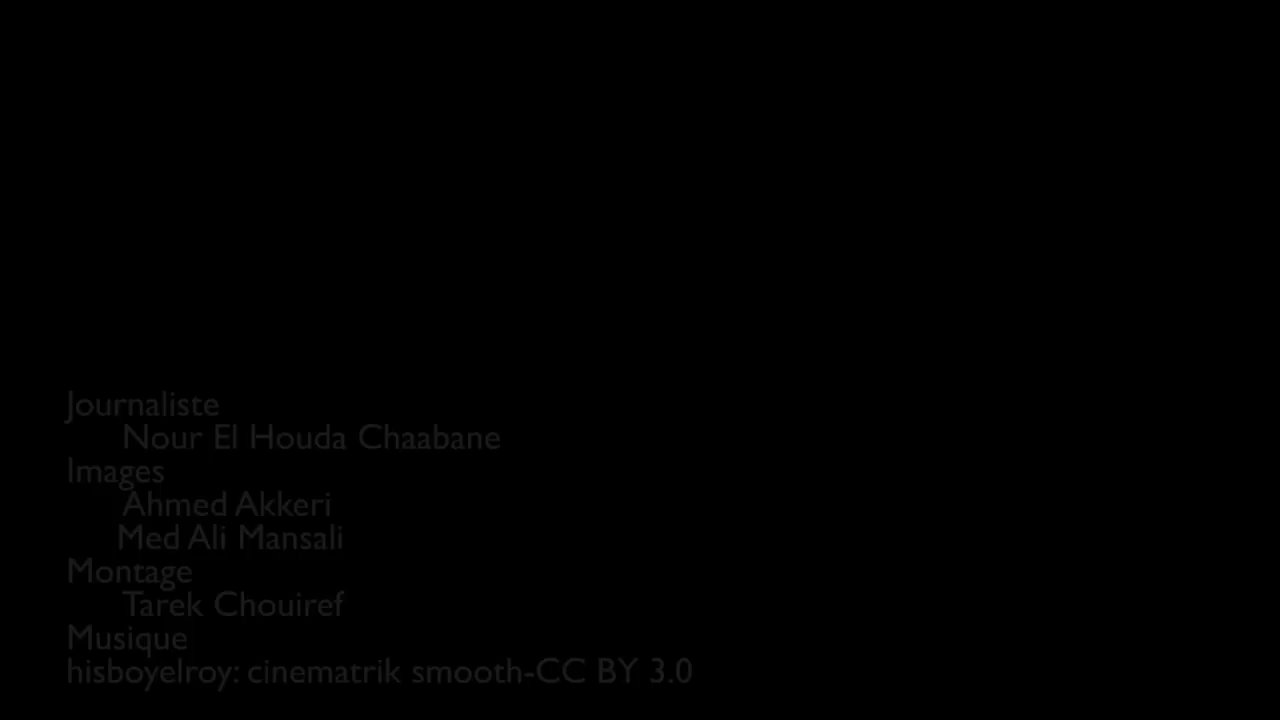 Journaliste
Nour El Houda Chaabane
Images
Ahmed Akkeri
Med Ali Mansali
Montage
Tarek Chouiref
Musique
hisboyelroy: cinematrik smooth-CC BY 3.0